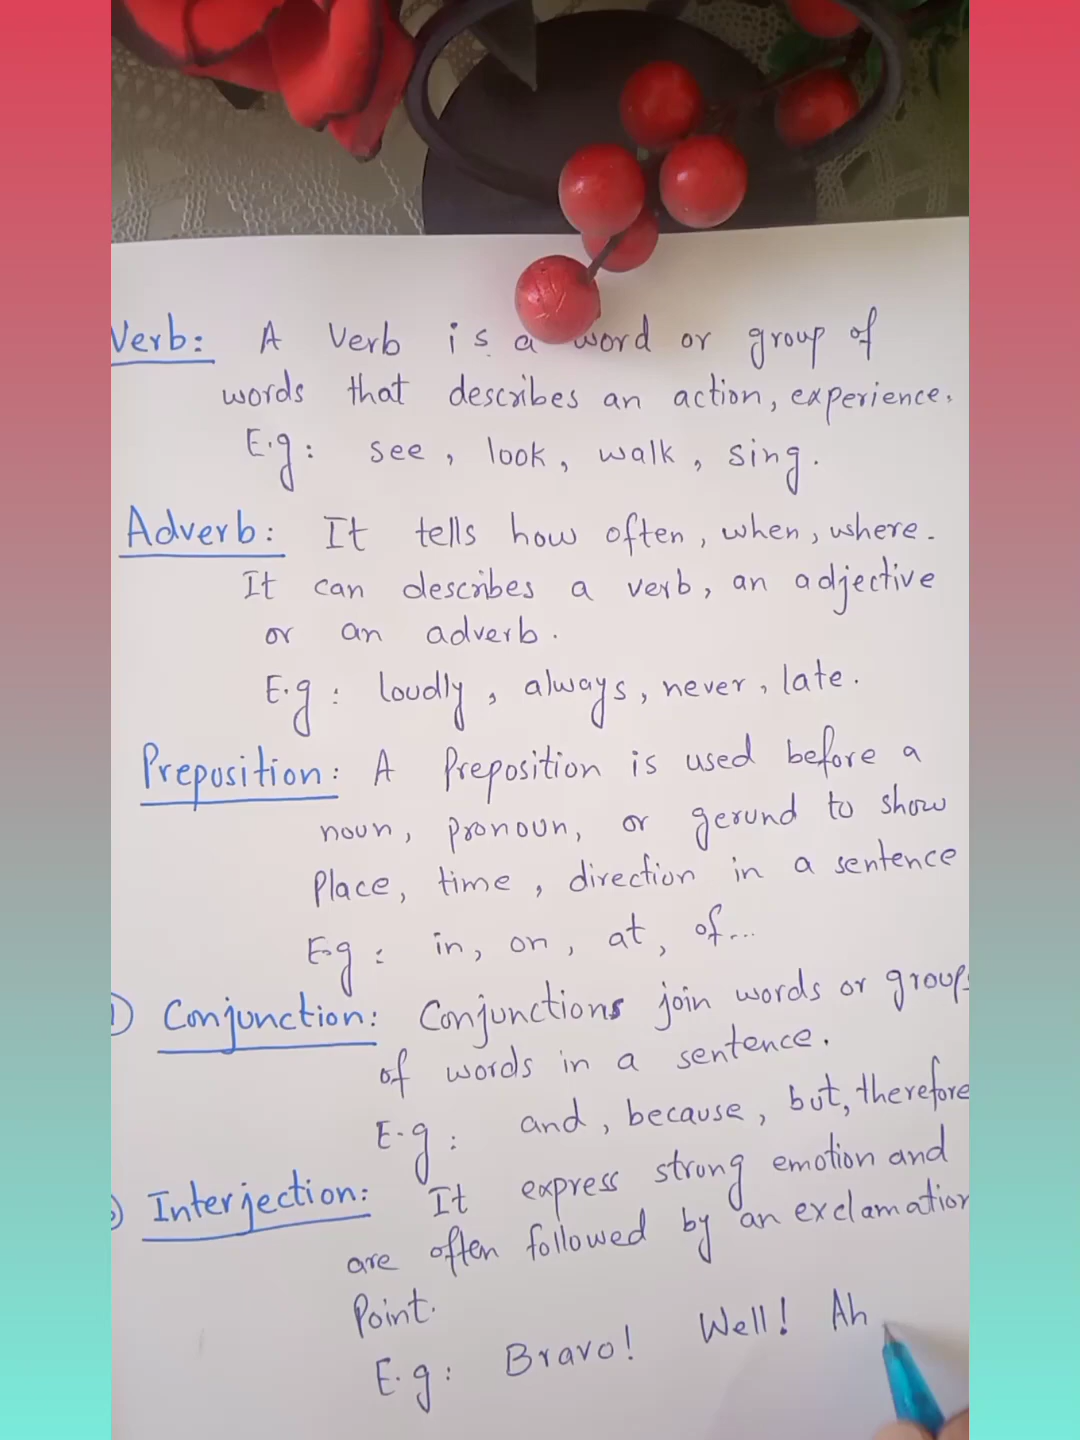 Verb: A Verb is a word or group of
words that describes an action, experience.
E.g: see, look, walk, sing.
Adverb: It tells how often, when, where.
It can describes a verb, an adjective
or an adverb.
E.g: loudly, always, never, late.
Preposition: A Preposition is used before a
noun, pronoun, or gerund to show
Place, time, direction in a sentence
E.g: in, on, at, of...
Conjunction: Conjunctions join words or groups
of words in a sentence.
E.g: and, because, but, therefore
Interjection: It express strong emotion and
are often followed by an exclamation
Point.
E.g: Bravo! Well! Ah